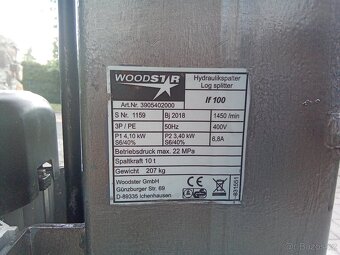 WOODSTAR
Hydraulikspalter
Log splitter
Art.Nr. 3905402000
lf 100
S Nr. 1159 Bj 2018 1450 /min
3P / PE 50Hz 400V
P1 4,10 kW P2 3,40 kW 6.8A
S6/40% S6/40%
Betriebsdruck max. 22 MPa
Spaltkraft 10 t
Gewicht 207 kg
Woodster GmbH
Günzburger Str. 69
D-89335 Ichenhausen